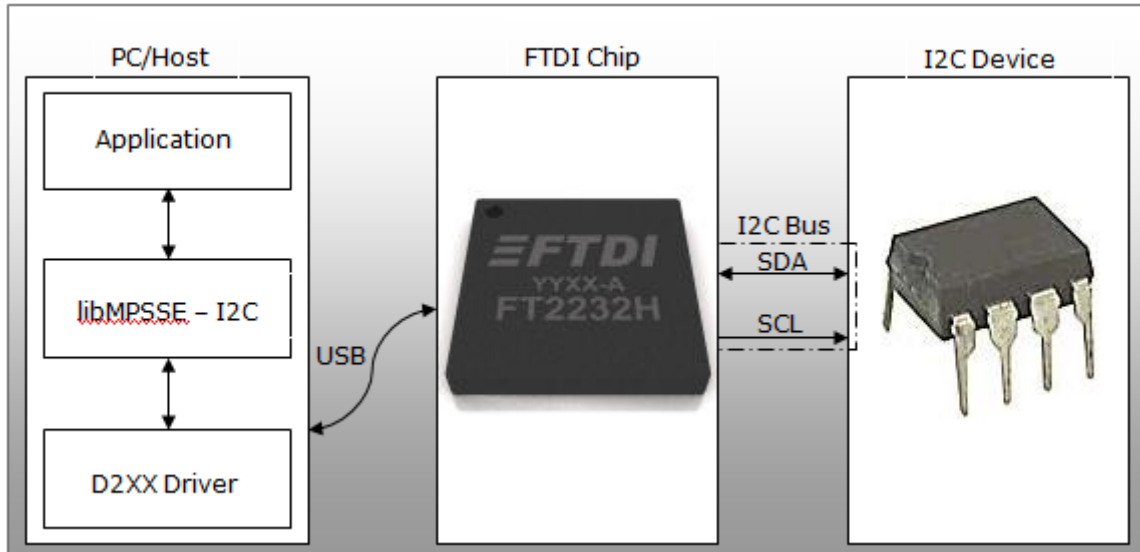 PC/Host
Application
libMPSSE – I2C
D2XX Driver
USB
FTDI Chip
FTDI
YYXX-A
FT2232H
I2C Bus
SDA
SCL
I2C Device